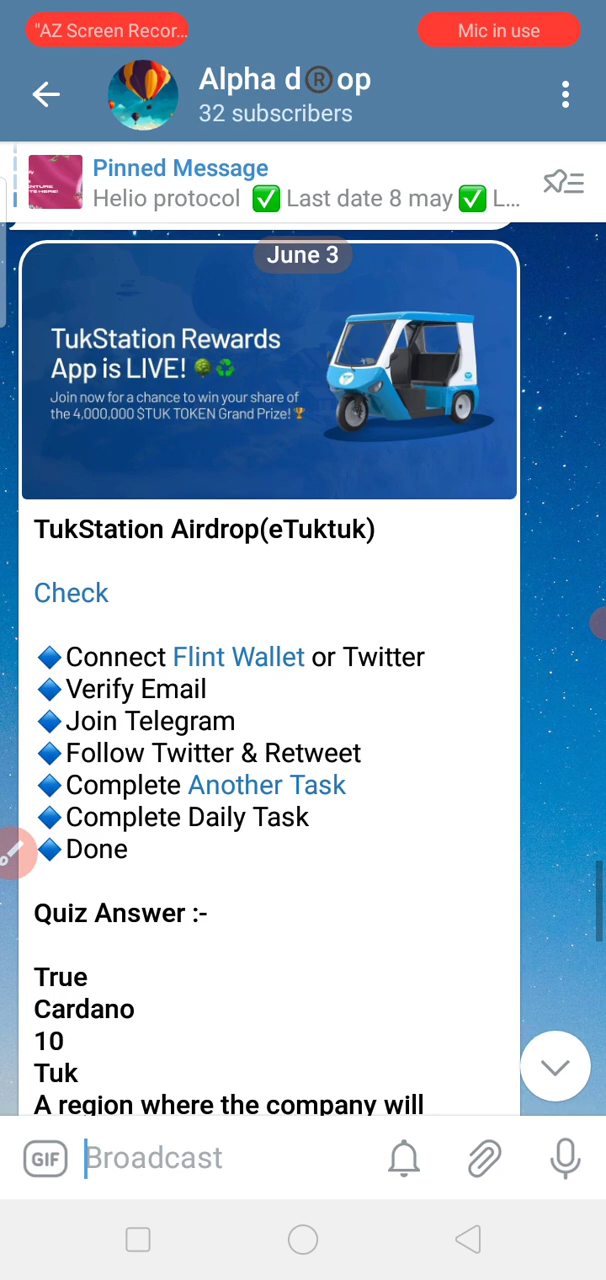 "AZ Screen Recor...
Mic in use
Alpha d®️op
32 subscribers
Pinned Message
Helio protocol ✅ Last date 8 may ✅ L...
June 3
TukStation Rewards
App is LIVE! 🌳♻️
Join now for a chance to win your share of
the 4,000,000 $TUK TOKEN Grand Prize! 🏆
TukStation Airdrop(eTuktuk)
Check
🔷Connect Flint Wallet or Twitter
🔷Verify Email
🔷Join Telegram
🔷Follow Twitter & Retweet
🔷Complete Another Task
🔷Complete Daily Task
🔷Done
Quiz Answer :-
True
Cardano
10
Tuk
A region where the company will
GIF
Broadcast